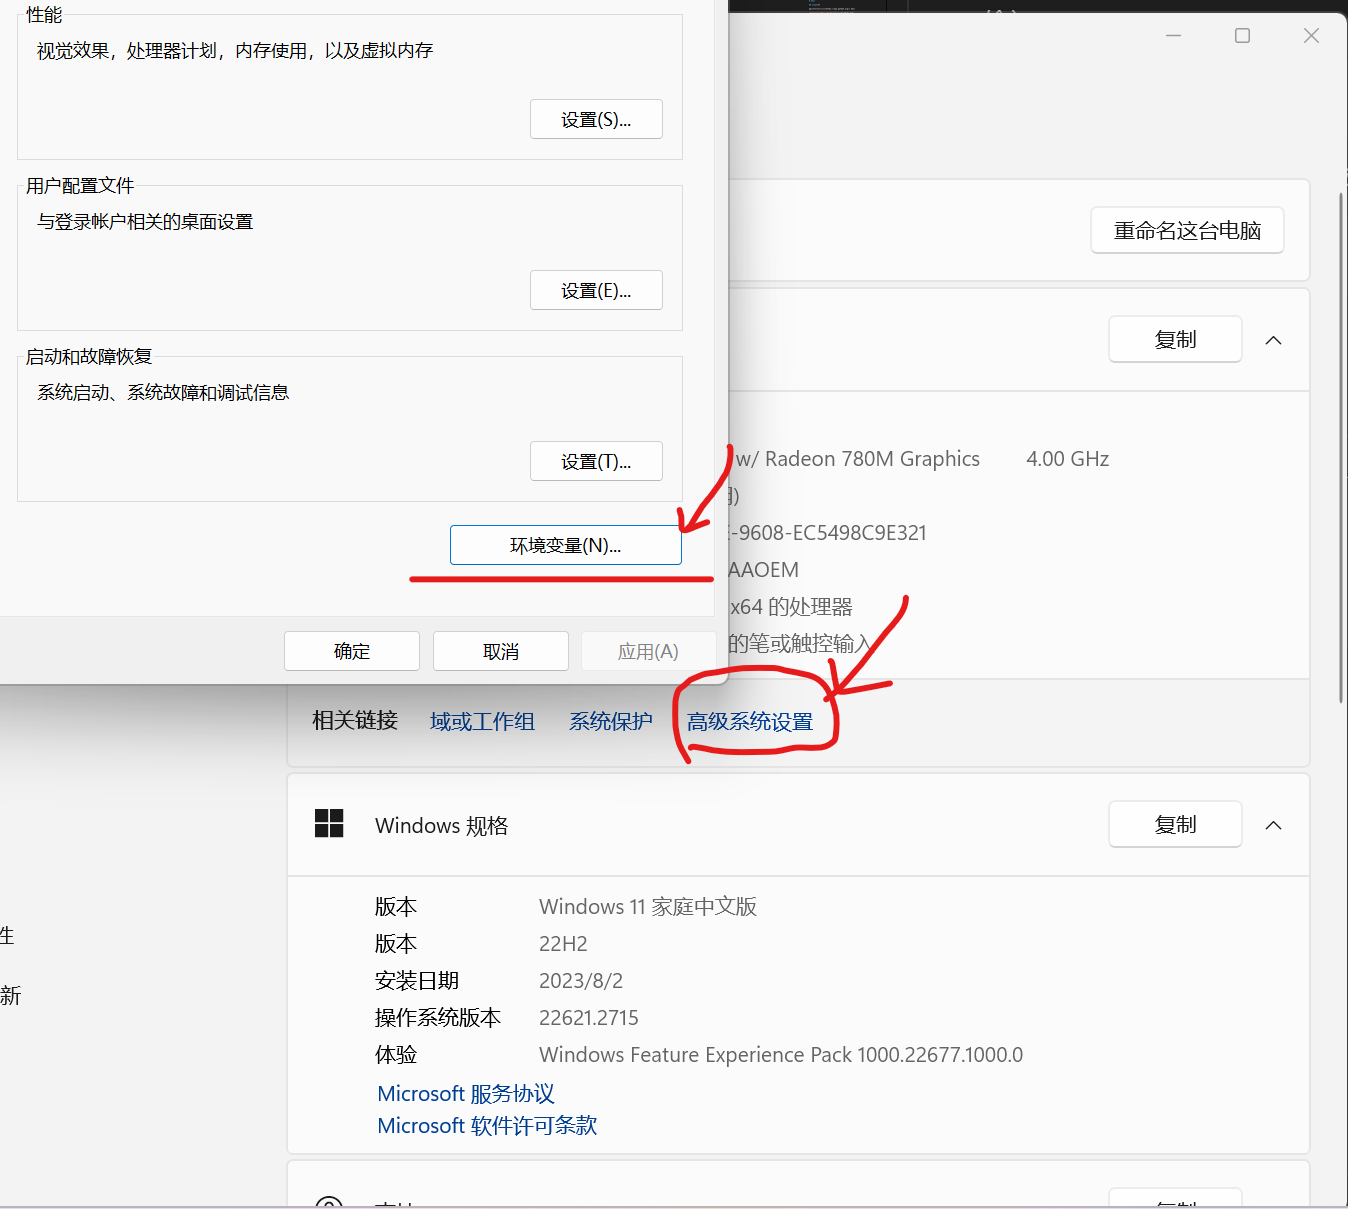 性能
视觉效果，处理器计划，内存使用，以及虚拟内存
设置(S)...
用户配置文件
与登录帐户相关的桌面设置
设置(E)...
启动和故障恢复
系统启动、系统故障和调试信息
设置(T)...
环境变量(N)...
确定
取消
应用(A)
重命名这台电脑
复制
w/ Radeon 780M Graphics 4.00 GHz
-9608-EC5498C9E321
AAOEM
x64 的处理器
的笔或触控输入
相关链接 域或工作组 系统保护 高级系统设置
Windows 规格
复制
版本 Windows 11 家庭中文版
版本 22H2
安装日期 2023/8/2
操作系统版本 22621.2715
体验 Windows Feature Experience Pack 1000.22677.1000.0
Microsoft 服务协议
Microsoft 软件许可条款
性
新